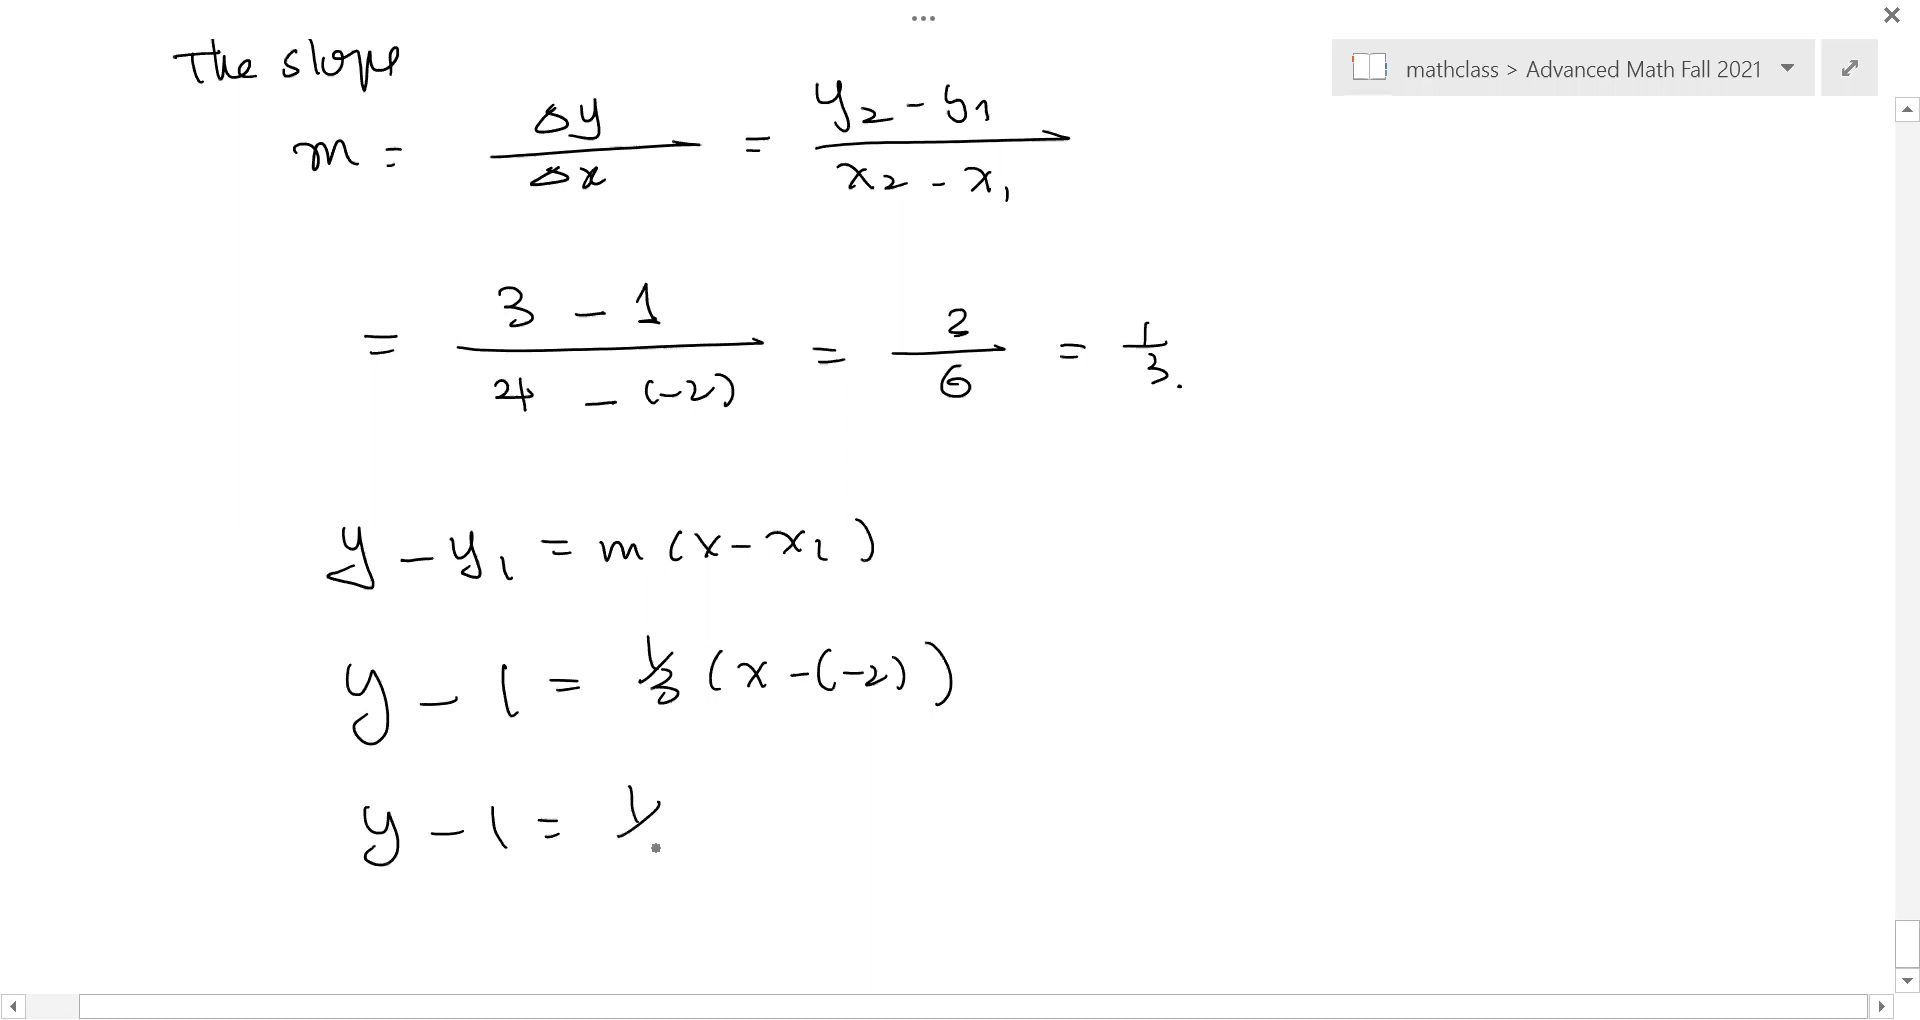 ...
mathclass > Advanced Math Fall 2021
The slope
m = Δy/Δx = y₂ - y₁/x₂ - x₁
= 3 - 1/4 - (-2) = 2/6 = 1/3.
y - y₁ = m(x - x₁)
y - 1 = 1/3 (x - (-2))
y - 1 = 1/